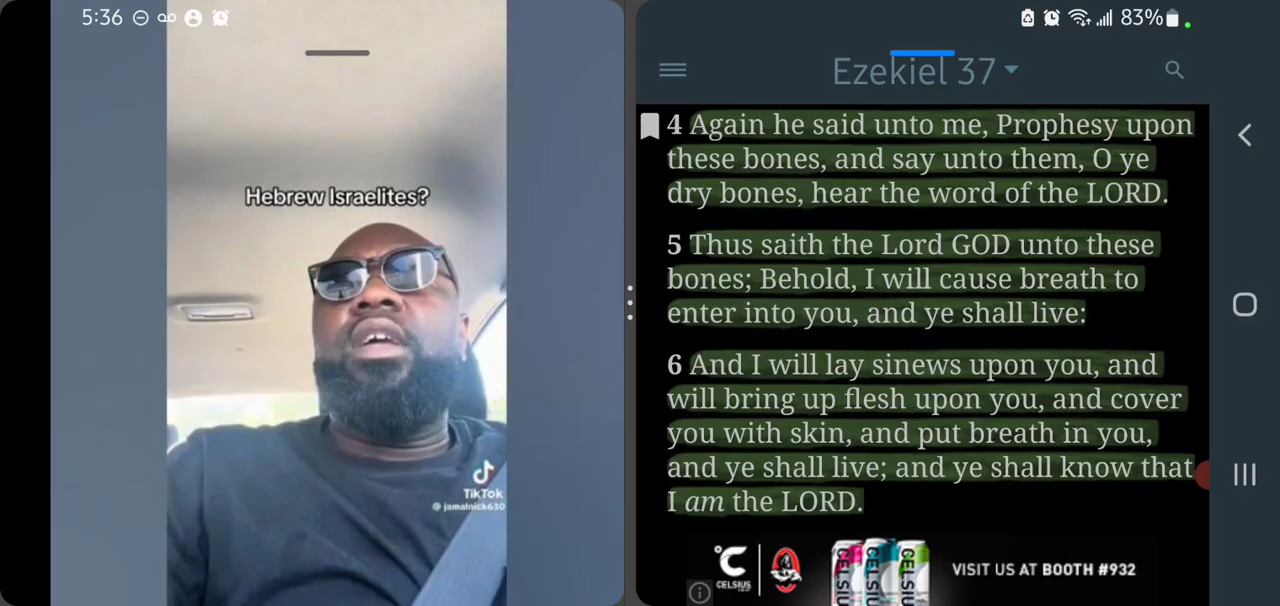 5:36
Hebrew Israelites?
TikTok
@ jamalnick630
83%
Ezekiel 37
4 Again he said unto me, Prophesy upon
these bones, and say unto them, O ye
dry bones, hear the word of the LORD.
5 Thus saith the Lord GOD unto these
bones; Behold, I will cause breath to
enter into you, and ye shall live:
6 And I will lay sinews upon you, and
will bring up flesh upon you, and cover
you with skin, and put breath in you,
and ye shall live; and ye shall know that
I am the LORD.
CELSIUS
CELSIUS CELSIUS CELSIUS
VISIT US AT BOOTH #932